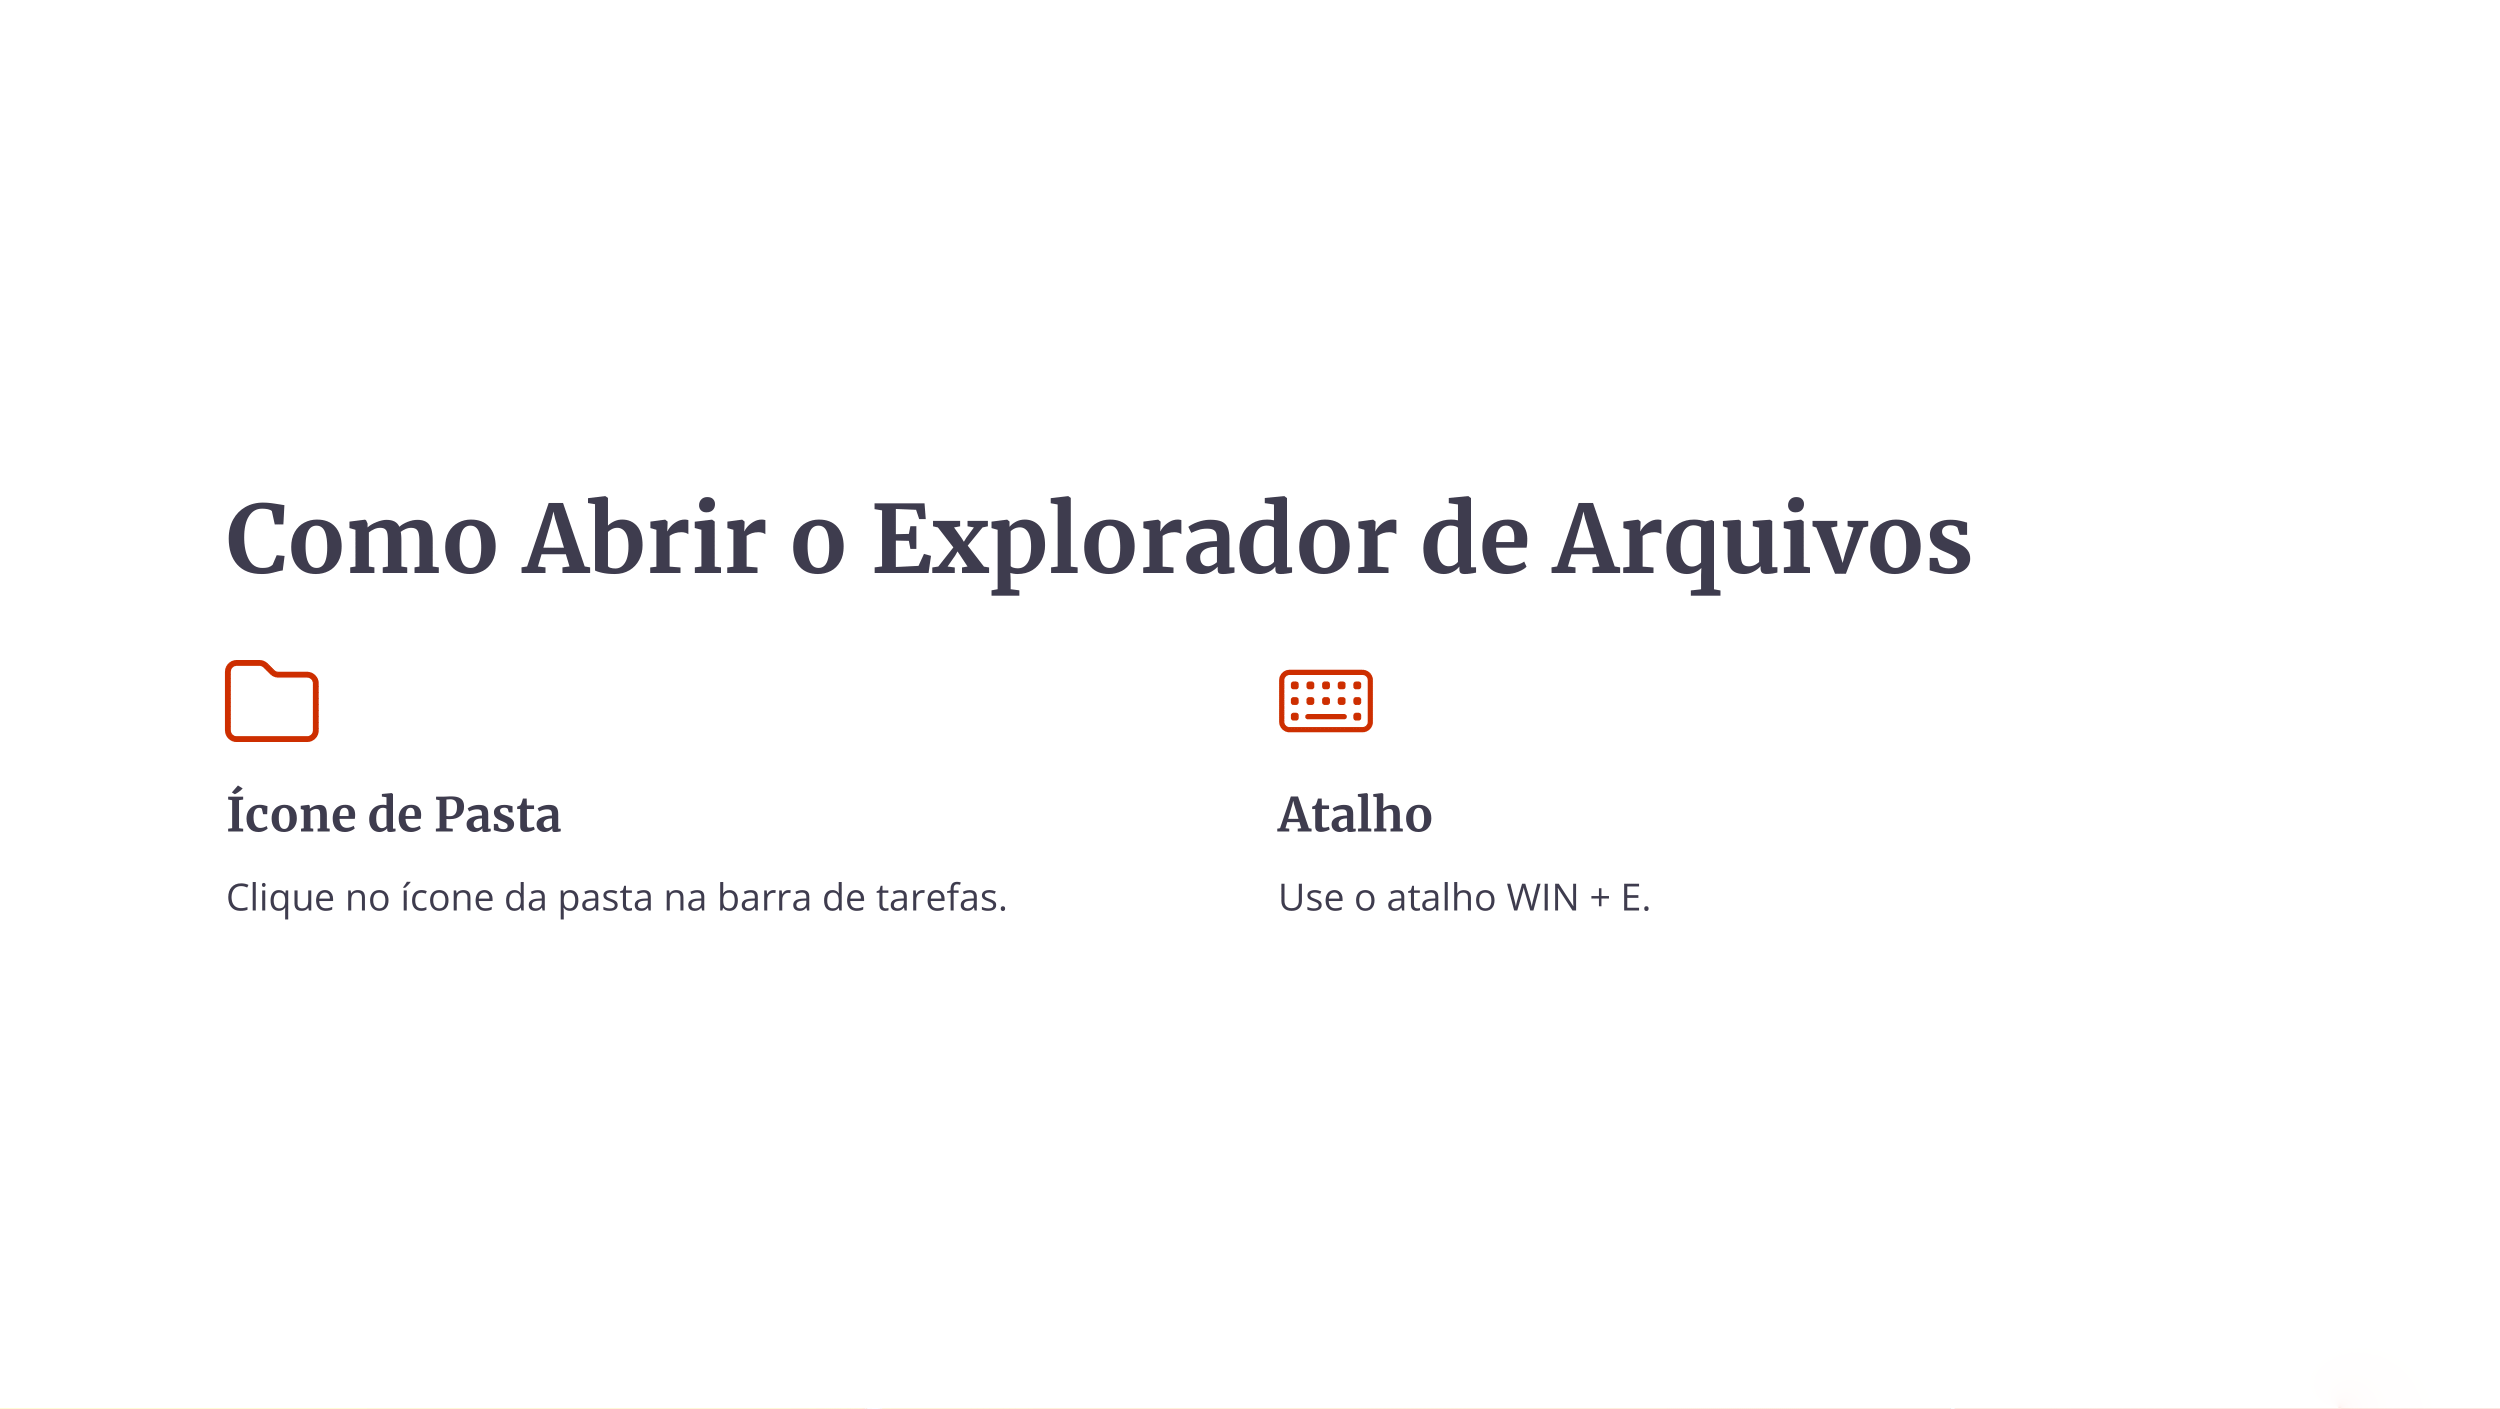 Como Abrir o Explorador de Arquivos
Ícone de Pasta
Clique no ícone da pasta na barra de tarefas.
Atalho
Use o atalho WIN + E.